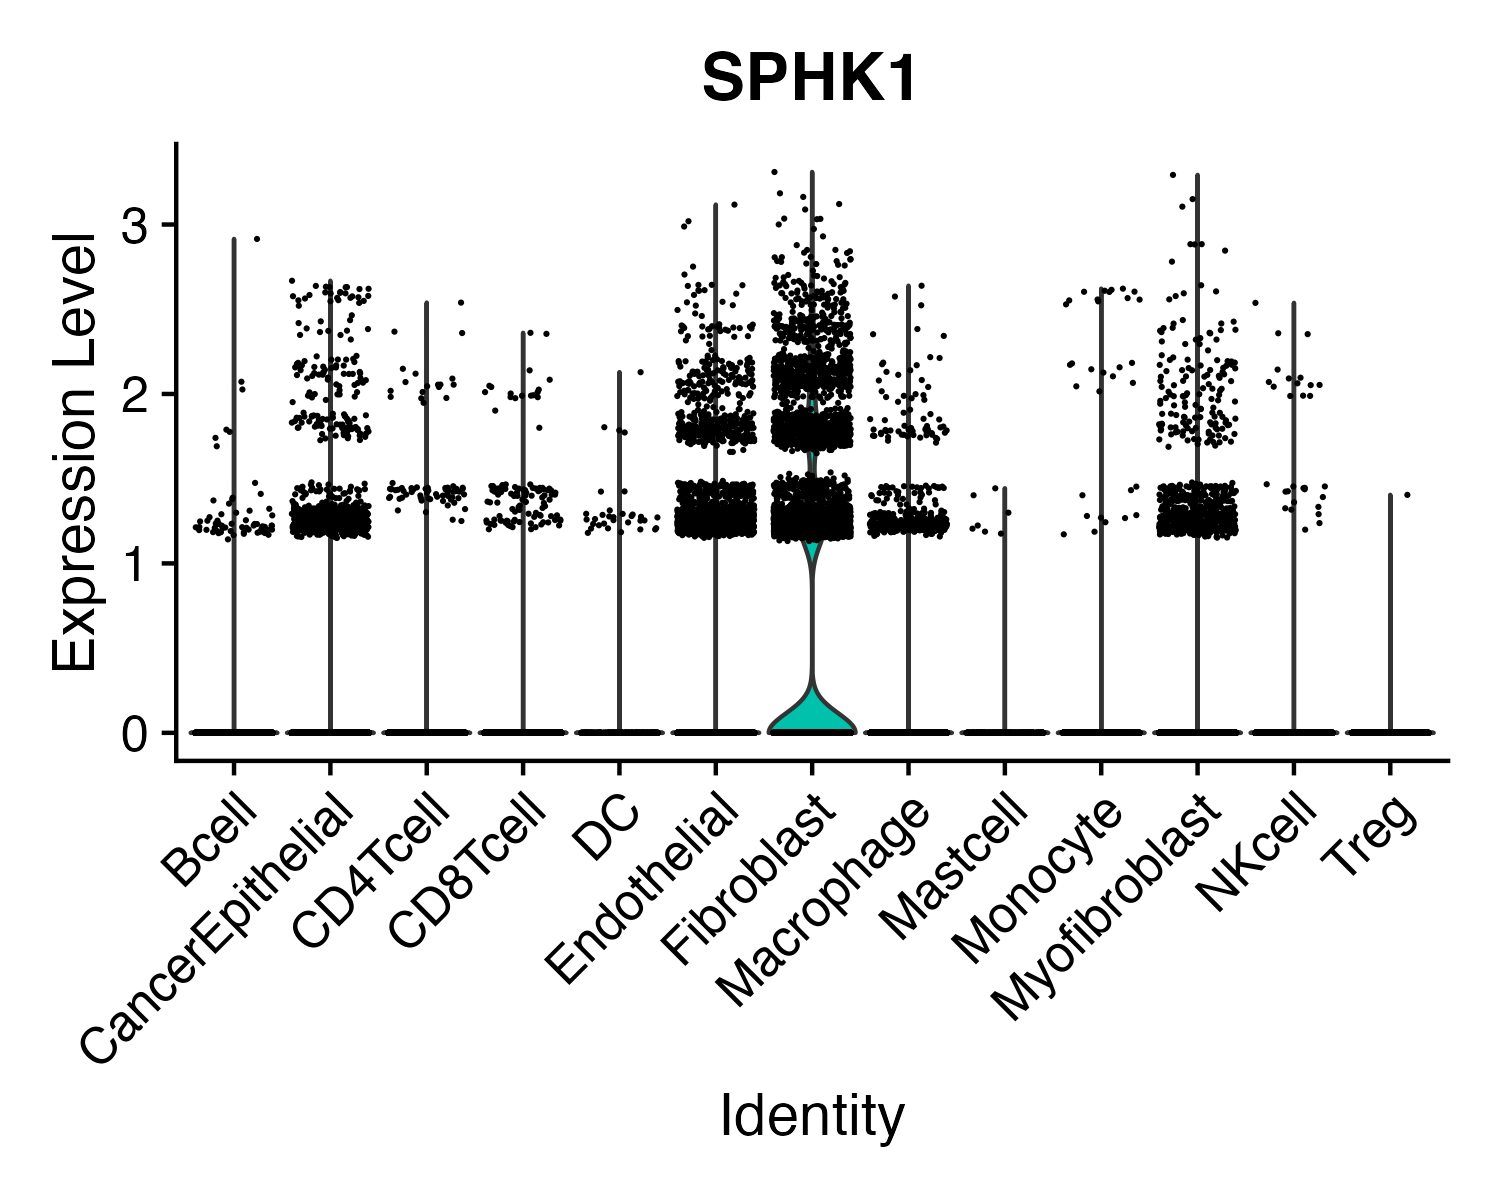 SPHK1
Expression Level
3
2
1
0
Bcell
CancerEpithelial
CD4Tcell
CD8Tcell
DC
Endothelial
Fibroblast
Macrophage
Mastcell
Monocyte
Myofibroblast
NKcell
Treg
Identity